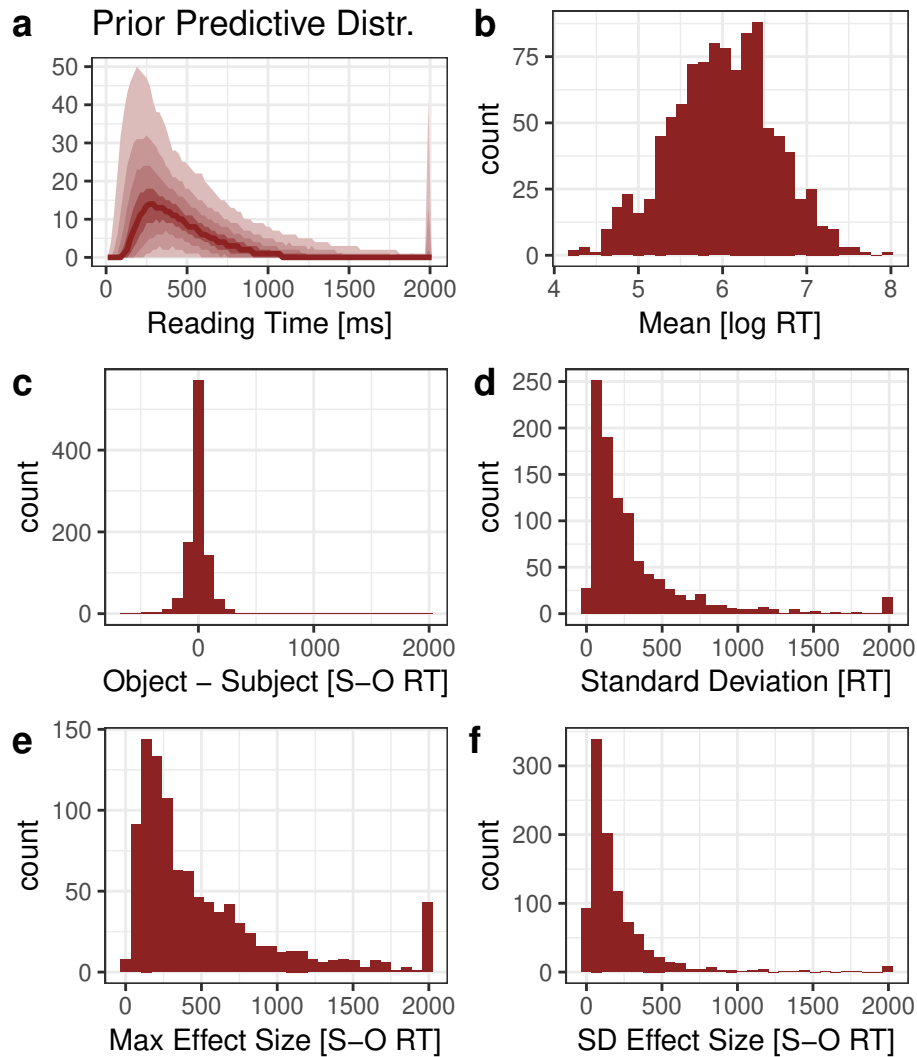 a Prior Predictive Distr.
50
40
30
20
10
0
0 500 1000 1500 2000
Reading Time [ms]
b
75
50
25
0
count
4 5 6 7 8
Mean [log RT]
c
400
200
0
count
0 1000 2000
Object − Subject [S−O RT]
d
250
200
150
100
50
0
count
0 500 1000 1500 2000
Standard Deviation [RT]
e
150
100
50
0
count
0 500 1000 1500 2000
Max Effect Size [S−O RT]
f
300
200
100
0
count
0 500 1000 1500 2000
SD Effect Size [S−O RT]